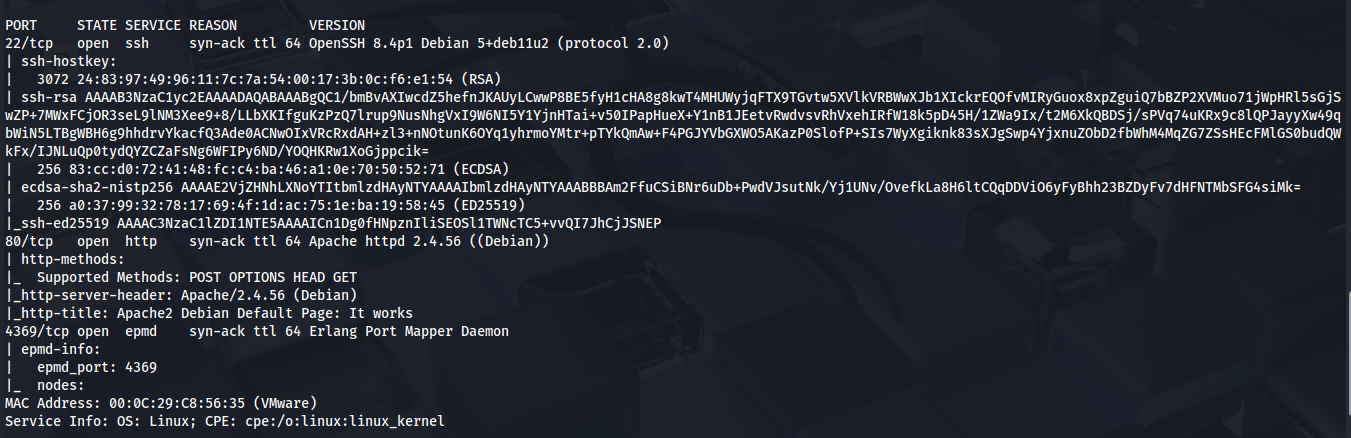 PORT     STATE SERVICE REASON         VERSION
22/tcp   open  ssh     syn-ack ttl 64 OpenSSH 8.4p1 Debian 5+deb11u2 (protocol 2.0)
| ssh-hostkey:
|   3072 24:83:97:49:96:11:7c:7a:54:00:17:3b:0c:f6:e1:54 (RSA)
| ssh-rsa AAAAB3NzaC1yc2EAAAADAQABAAABgQC1/bmBvAXIwcdZ5hefnJKAUyLCwwP8BE5fyH1cHA8g8kwT4MHUWyjqFTX9TGvtw5XVlkVRBWwXJb1XIckrEQOfvMIRyGuox8xpZguiQ7bBZP2XVMuo71jWpHRl5sGjS
wZP+7MWxFCjOR3seL9lNM3Xee9+8/LLbXKIfguKzPzQ7lrup9NusNhgVxI9W6NI5Y1YjnHTai+v50IPapHueX+Y1nB1JEetvRwdvsvRhVxehIRfW18k5pD45H/1ZWa9Ix/t2M6XkQBDSj/sPVq74uKRx9c8lQPJayyXw49q
bWiN5LTBgWBH6g9hhdrvYkacfQ3Ade0ACNwOIxVRcRxdAH+zl3+nNOtunK6OYq1yhrmoYMtr+pTYkQmAw+F4PGJYVbGXWO5AKazP0SlofP+SIs7WyXgiknk83sXJgSwp4YjxnuZObD2fbWhM4MqZG7ZSsHEcFMlGS0budQW
kFx/IJNLuQp0tydQYZCZaFsNg6WFIPy6ND/YOQHKRw1XoGjppcik=
|   256 83:cc:d0:72:41:48:fc:c4:ba:46:a1:0e:70:50:52:71 (ECDSA)
| ecdsa-sha2-nistp256 AAAAE2VjZHNhLXNoYTItbmlzdHAyNTYAAAAIbmlzdHAyNTYAAABBBAm2FfuCSiBNr6uDb+PwdVJsutNk/Yj1UNv/OvefkLa8H6ltCQqDDViO6yFyBhh23BZDyFv7dHFNTMbSFG4siMk=
|   256 a0:37:99:32:78:17:69:4f:1d:ac:75:1e:ba:19:58:45 (ED25519)
|_ssh-ed25519 AAAAC3NzaC1lZDI1NTE5AAAAICn1Dg0fHNpznIliSEOSl1TWNcTC5+vvQI7JhCjJSNEP
80/tcp   open  http    syn-ack ttl 64 Apache httpd 2.4.56 ((Debian))
| http-methods:
|_  Supported Methods: POST OPTIONS HEAD GET
|_http-server-header: Apache/2.4.56 (Debian)
|_http-title: Apache2 Debian Default Page: It works
4369/tcp open  epmd    syn-ack ttl 64 Erlang Port Mapper Daemon
| epmd-info:
|   epmd_port: 4369
|_  nodes:
MAC Address: 00:0C:29:C8:56:35 (VMware)
Service Info: OS: Linux; CPE: cpe:/o:linux:linux_kernel